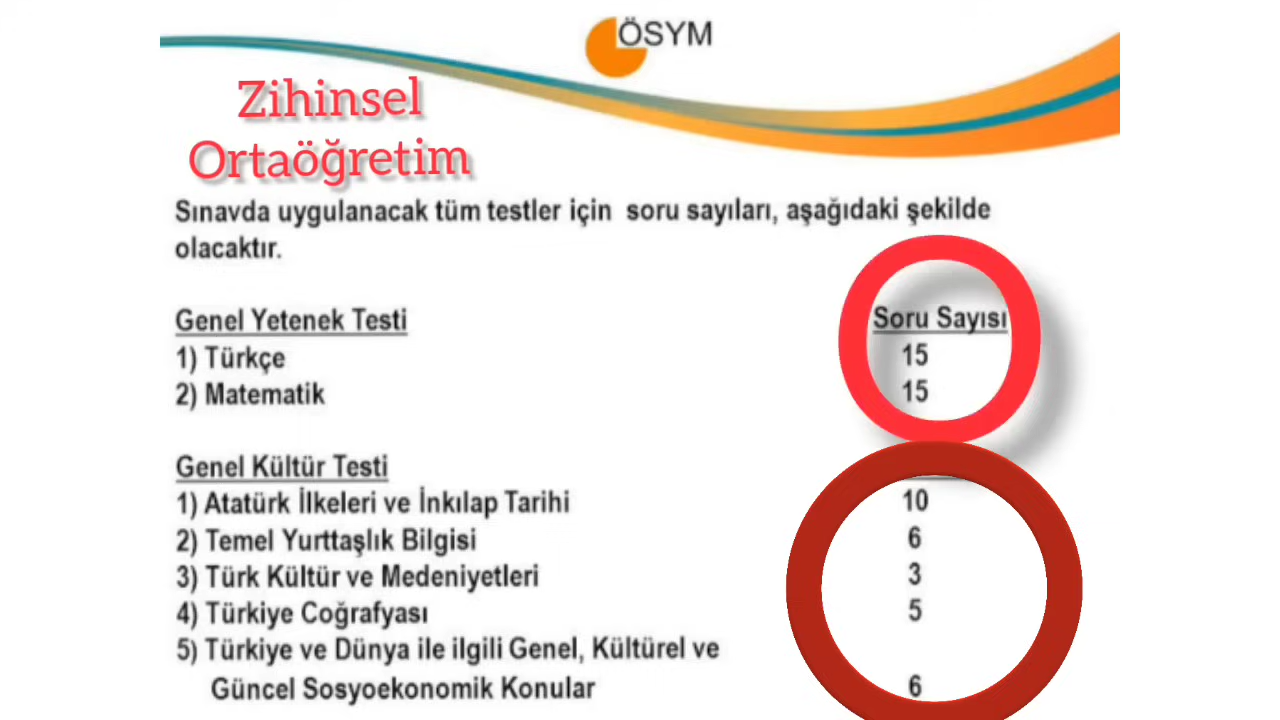 ÖSYM
Zihinsel
Ortaöğretim
Sınavda uygulanacak tüm testler için soru sayıları, aşağıdaki şekilde
olacaktır.
Genel Yetenek Testi Soru Sayısı
1) Türkçe 15
2) Matematik 15
Genel Kültür Testi
1) Atatürk İlkeleri ve İnkılap Tarihi 10
2) Temel Yurttaşlık Bilgisi 6
3) Türk Kültür ve Medeniyetleri 3
4) Türkiye Coğrafyası 5
5) Türkiye ve Dünya ile ilgili Genel, Kültürel ve
Güncel Sosyoekonomik Konular 6